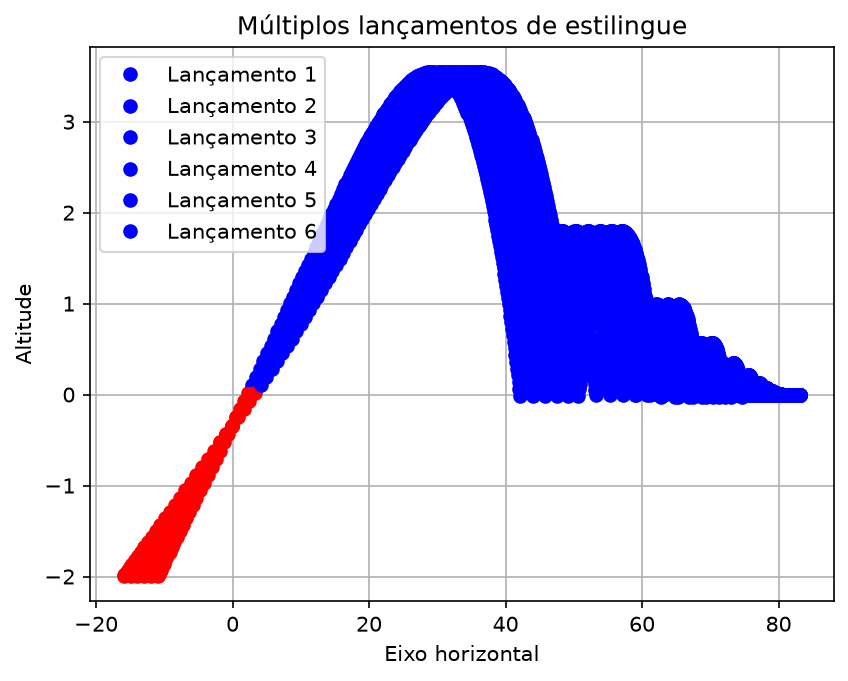 Múltiplos lançamentos de estilingue
Lançamento 1
Lançamento 2
Lançamento 3
Lançamento 4
Lançamento 5
Lançamento 6
Altitude
3
2
1
0
−1
−2
−20
0
20
40
60
80
Eixo horizontal